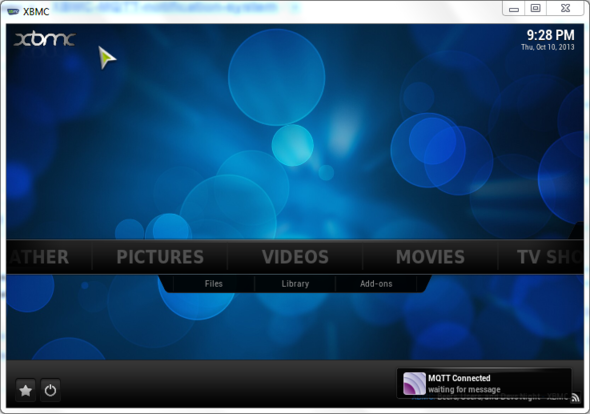 XBMC
xbmc
9:28 PM
Thu, Oct 10, 2013
ATHER
PICTURES
VIDEOS
MOVIES
TV SHO
Files
Library
Add-ons
MQTT Connected
waiting for message